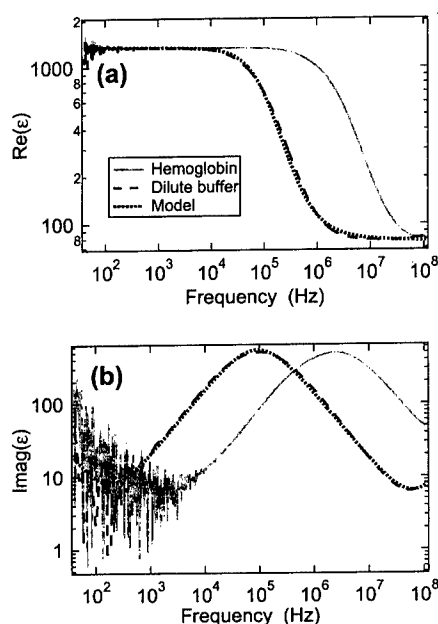 2
1000
8
6
4
2
100
8
Re(ε)
(a)
Hemoglobin
Dilute buffer
Model
10² 10³ 10⁴ 10⁵ 10⁶ 10⁷ 10⁸
Frequency (Hz)
(b)
100
10
1
Imag(ε)
10² 10³ 10⁴ 10⁵ 10⁶ 10⁷ 10⁸
Frequency (Hz)